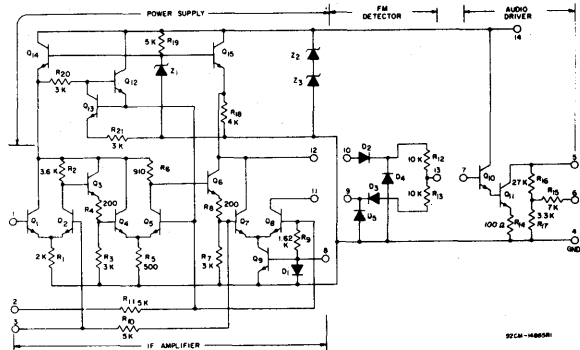 POWER SUPPLY
FM
DETECTOR
AUDIO
DRIVER
R19
5 K
Q14
Q15
Z2
14
R20
3 K
Q12
Z1
Z3
Q13
R18
4K
R21
3 K
12
10
D2
R12
10 K
7
Q10
5
R2
3.6 K
R6
910
Q3
Q6
11
D4
13
27 K
R16
R15
7K
6
R4
200
R8
200
9
D3
10 K
R13
Q11
1
Q1
Q2
Q4
Q5
Q7
Q8
D5
3.3 K
R17
R9
1.62
K
100 Ω
R14
4
GND
2 K
R1
R3
3K
R5
500
R7
3 K
Q9
8
D1
2
R11 5 K
3
R10
5K
IF AMPLIFIER
92CM-14865R1